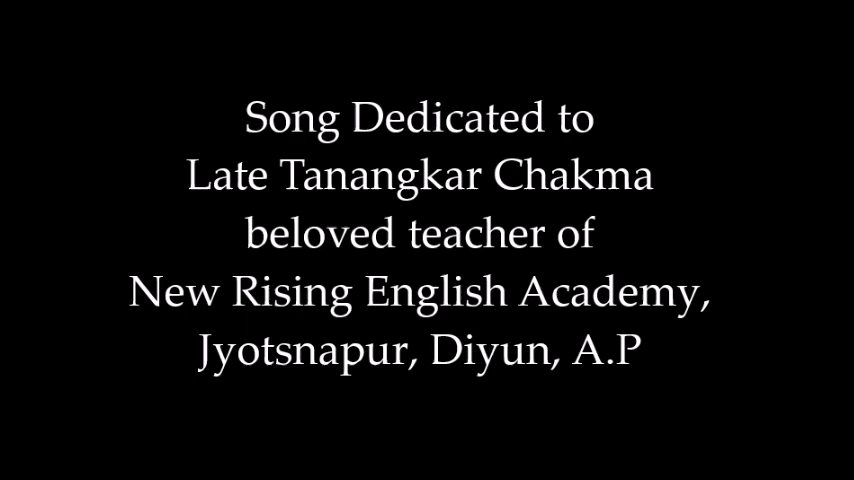 Song Dedicated to
Late Tanangkar Chakma
beloved teacher of
New Rising English Academy,
Jyotsnapur, Diyun, A.P